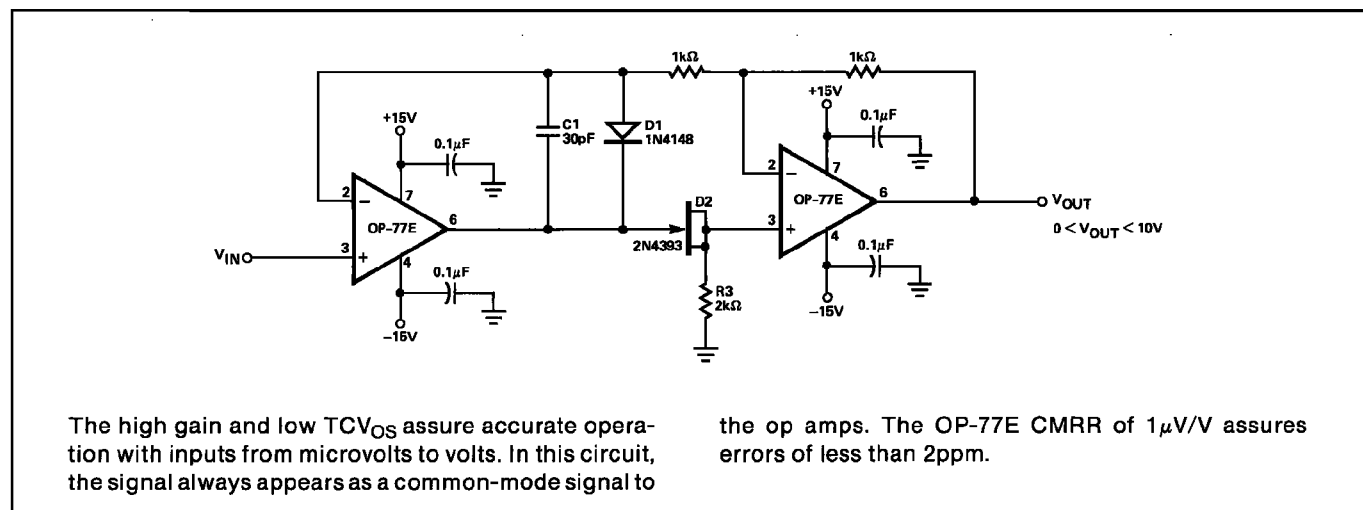 1kΩ
1kΩ
+15V
0.1μF
C1
30pF
D1
1N4148
+15V
0.1μF
2
7
OP-77E
6
3
4
VIN
0.1μF
−15V
D2
2N4393
R3
2kΩ
2
7
OP-77E
6
3
4
0.1μF
−15V
VOUT
0 < VOUT < 10V
The high gain and low TCVOS assure accurate opera-
tion with inputs from microvolts to volts. In this circuit,
the signal always appears as a common-mode signal to
the op amps. The OP-77E CMRR of 1μV/V assures
errors of less than 2ppm.